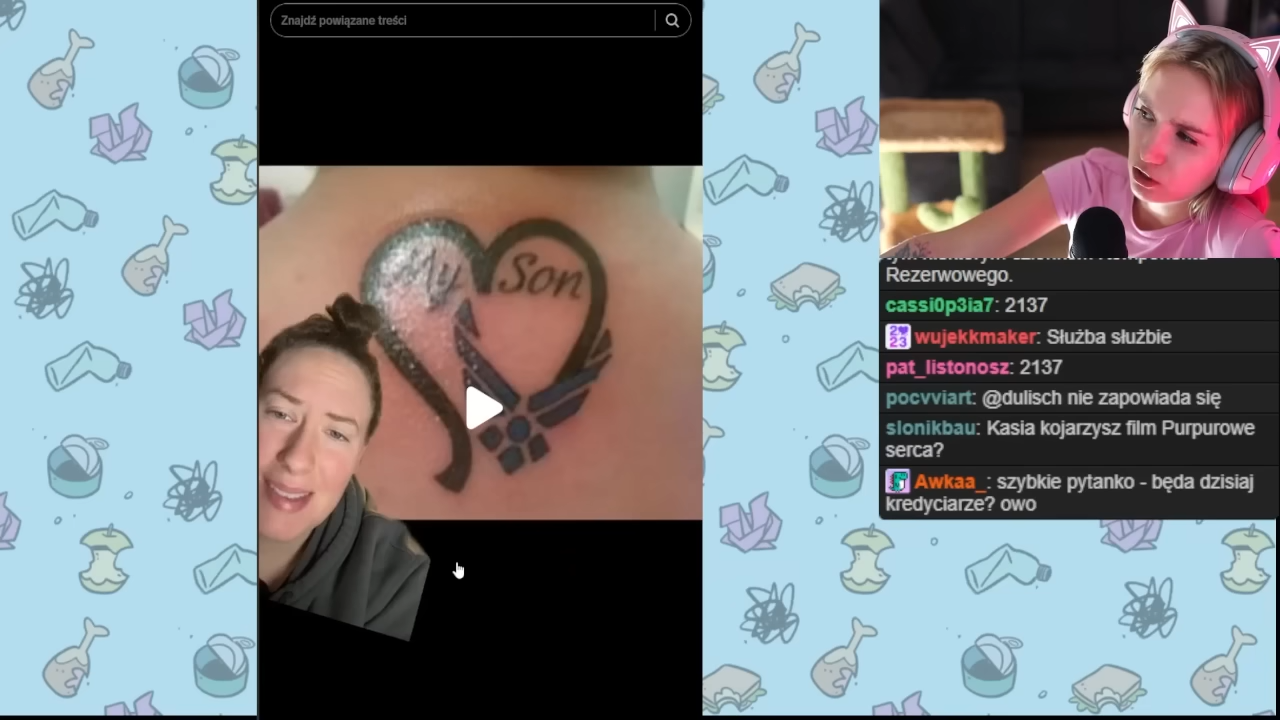 Znajdź powiązane treści
My Son
Rezerwowego.
cassi0p3ia7: 2137
wujekkmaker: Służba służbie
pat_listonosz: 2137
pocvviart: @dulisch nie zapowiada się
slonikbau: Kasia kojarzysz film Purpurowe
serca?
Awkaa_: szybkie pytanko - będa dzisiaj
kredyciarze? owo